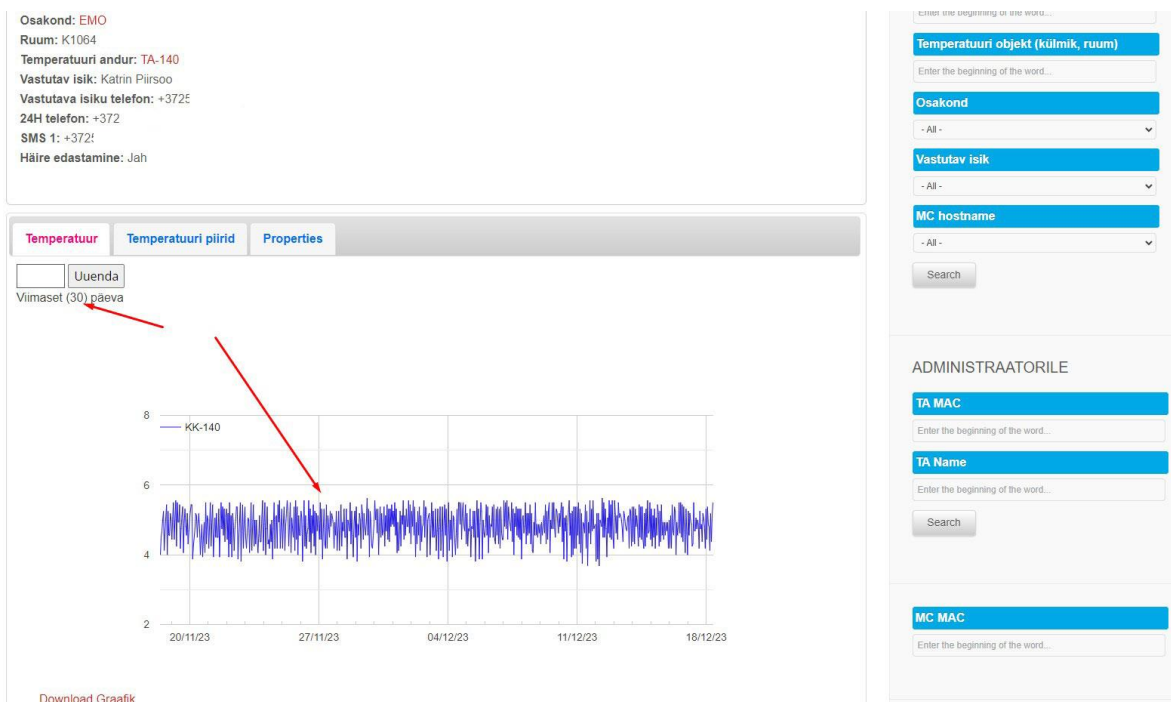 Osakond: EMO
Ruum: K1064
Temperatuuri andur: TA-140
Vastutav isik: Katrin Piirsoo
Vastutava isiku telefon: +3725
24H telefon: +372
SMS 1: +372
Häire edastamine: Jah
Temperatuur Temperatuuri piirid Properties
Uuenda
Viimaset (30) päeva
8
KK-140
6
4
2
20/11/23 27/11/23 04/12/23 11/12/23 18/12/23
Download Graafik
Enter the beginning of the word...
Temperatuuri objekt (külmik, ruum)
Enter the beginning of the word...
Osakond
- All -
Vastutav isik
- All -
MC hostname
- All -
Search
ADMINISTRAATORILE
TA MAC
Enter the beginning of the word...
TA Name
Enter the beginning of the word...
Search
MC MAC
Enter the beginning of the word...